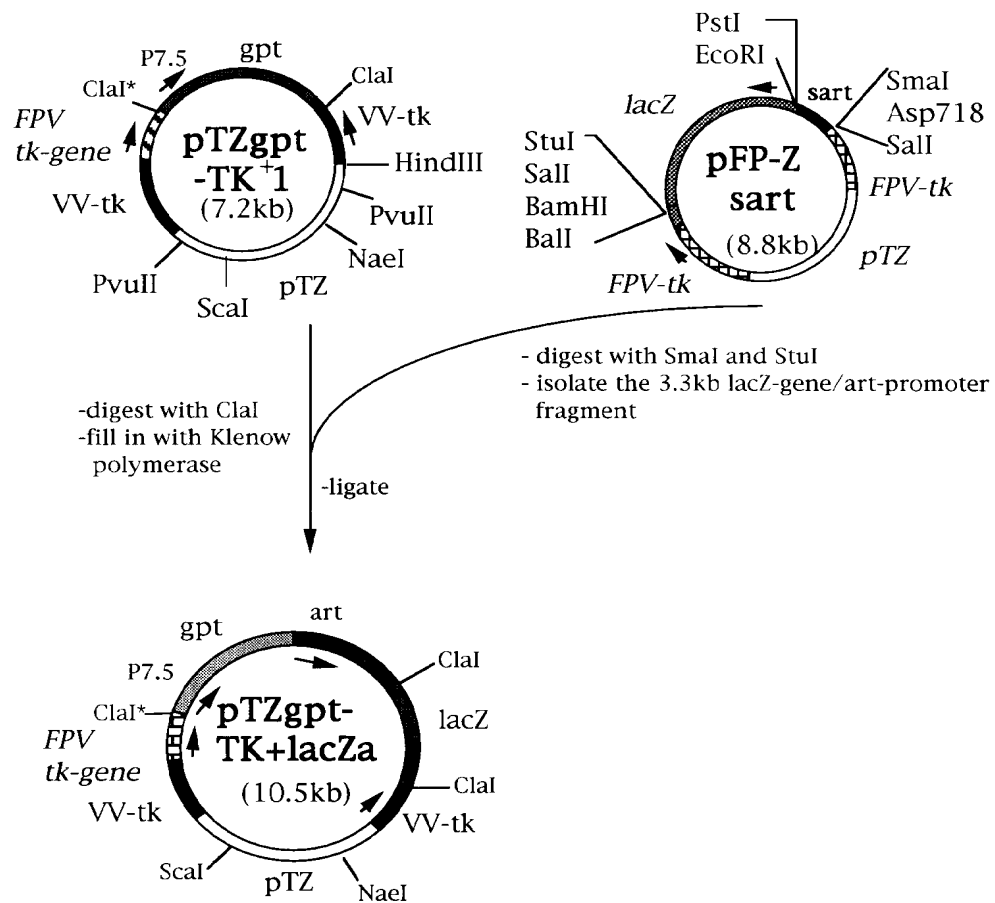 gpt
P7.5
ClaI*
ClaI
FPV
tk-gene
VV-tk
pTZgpt
-TK+1
(7.2kb)
HindIII
VV-tk
PvuII
NaeI
PvuII
ScaI
pTZ
PstI
EcoRI
sart
lacZ
SmaI
Asp718
SalI
StuI
SalI
BamHI
BalI
pFP-Z
sart
(8.8kb)
FPV-tk
FPV-tk
pTZ
- digest with SmaI and StuI
- isolate the 3.3kb lacZ-gene/art-promoter
fragment
-digest with ClaI
-fill in with Klenow
polymerase
-ligate
gpt
art
P7.5
ClaI
ClaI*
lacZ
FPV
tk-gene
pTZgpt-
TK+lacZa
(10.5kb)
ClaI
VV-tk
VV-tk
ScaI
pTZ
NaeI